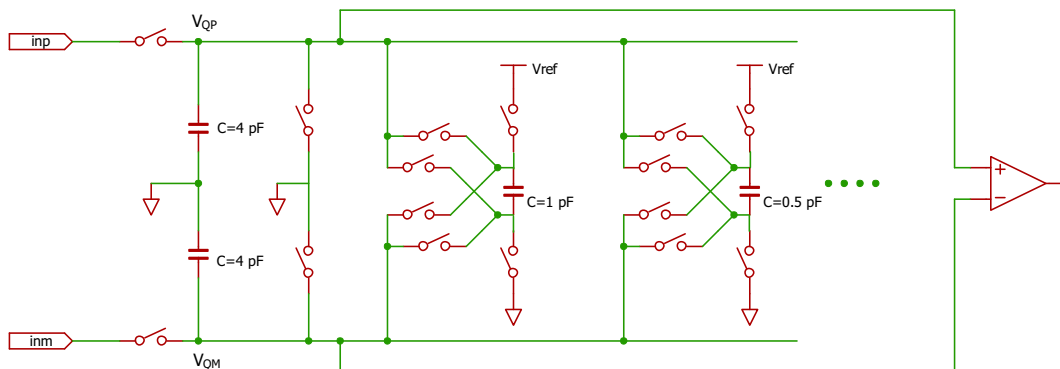 inp
V_QP
Vref
Vref
C=4 pF
C=1 pF
C=0.5 pF
C=4 pF
inm
V_QM
+
−